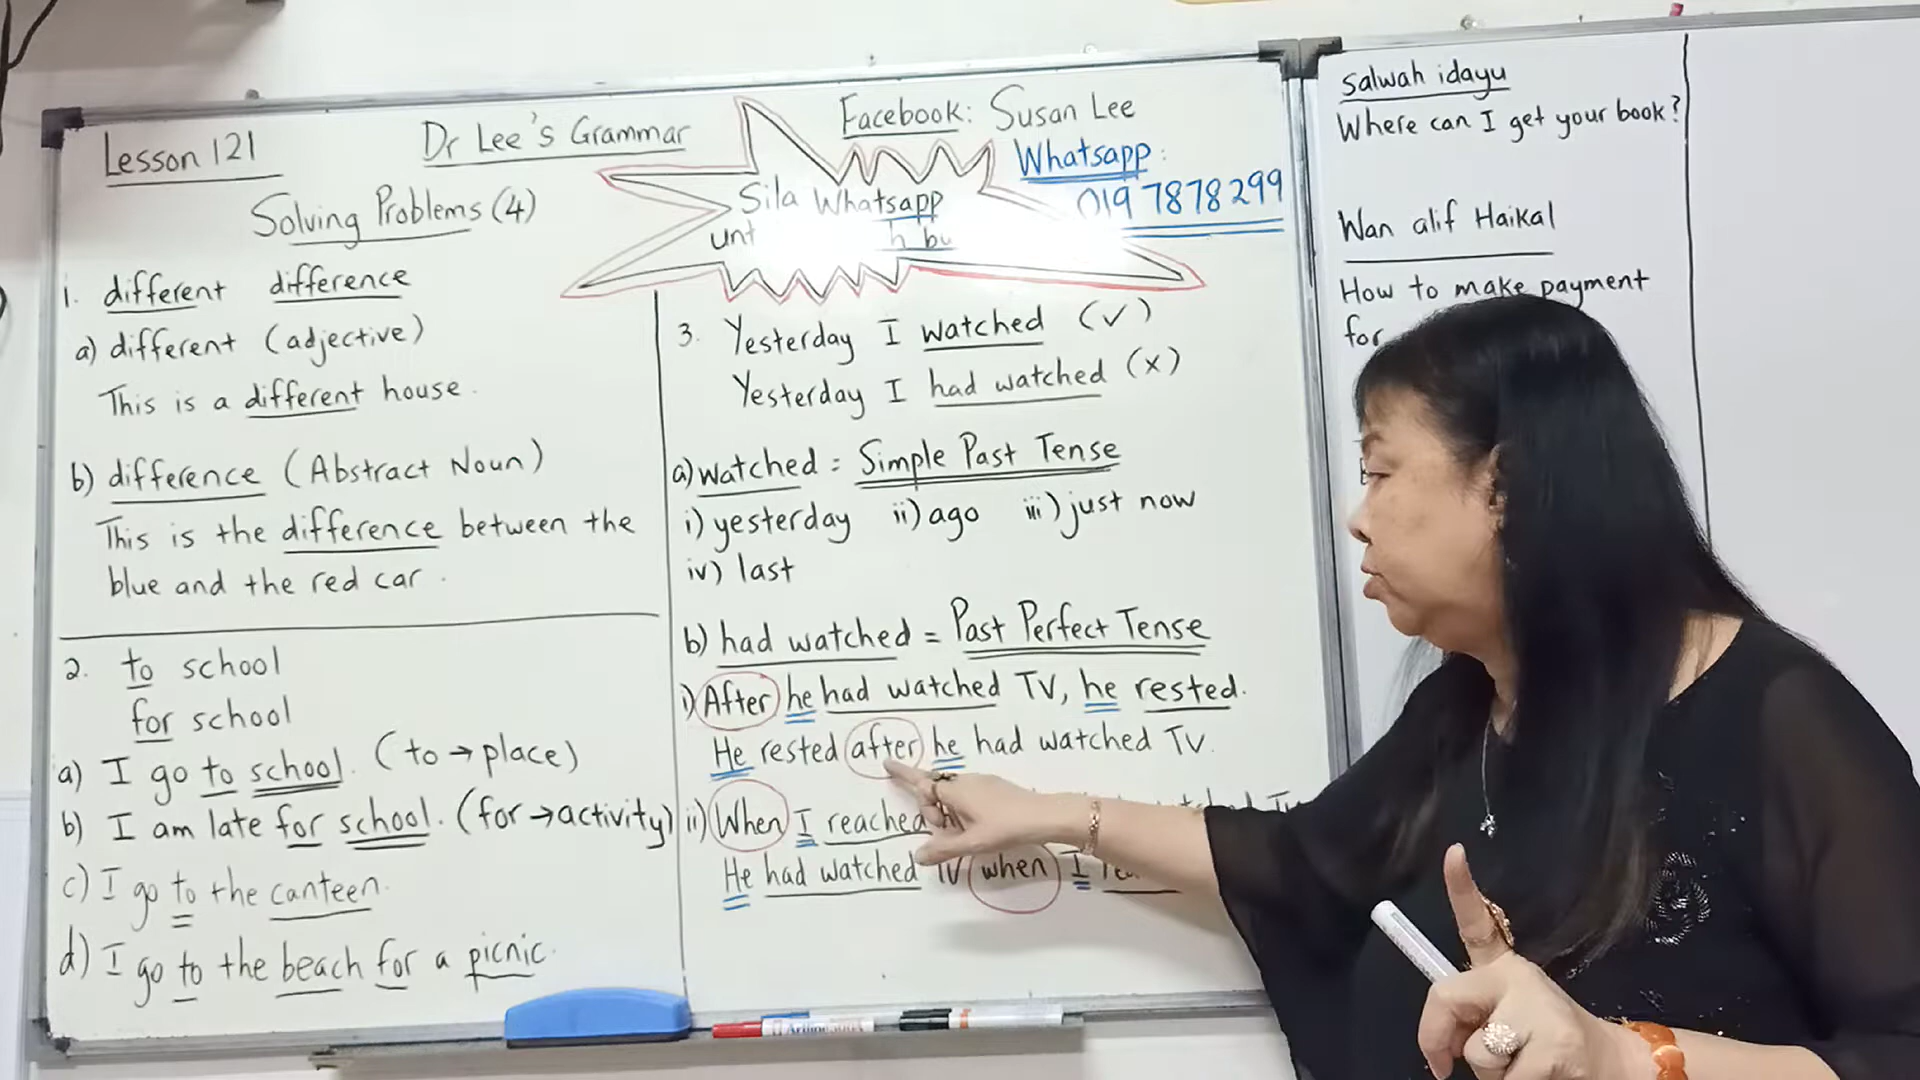 Lesson 121
Dr Lee's Grammar
Facebook: Susan Lee
Whatsapp:
019 7878299
Sila Whatsapp
Solving Problems (4)
1. different difference
a) different (adjective)
This is a different house.
b) difference (Abstract Noun)
This is the difference between the
blue and the red car.
2. to school
for school
a) I go to school. (to → place)
b) I am late for school. (for → activity)
c) I go to the canteen.
d) I go to the beach for a picnic.
3. Yesterday I watched (✓)
Yesterday I had watched (x)
a) watched = Simple Past Tense
i) yesterday ii) ago iii) just now
iv) last
b) had watched = Past Perfect Tense
i) After he had watched TV, he rested.
He rested after he had watched TV.
ii) When I reached
He had watched TV when I
Salwah idayu
Where can I get your book?
Wan alif Haikal
How to make payment
for